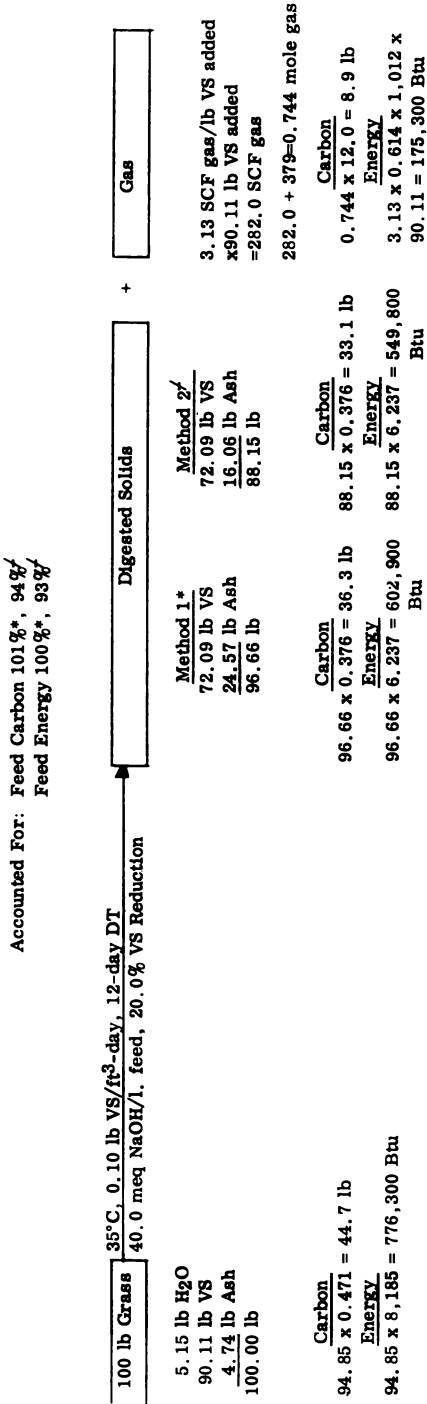 Accounted For: Feed Carbon 101%*, 94%†
Feed Energy 100%*, 93%†
100 lb Grass
35°C, 0.10 lb VS/ft³-day, 12-day DT
40.0 meq NaOH/l. feed, 20.0% VS Reduction
Digested Solids
+
Gas
5.15 lb H₂O
90.11 lb VS
4.74 lb Ash
100.00 lb
Carbon
94.85 x 0.471 = 44.7 lb
Energy
94.85 x 8,185 = 776,300 Btu
Method 1*
72.09 lb VS
24.57 lb Ash
96.66 lb
Carbon
96.66 x 0.376 = 36.3 lb
Energy
96.66 x 6.237 = 602,900
Btu
Method 2†
72.09 lb VS
16.06 lb Ash
88.15 lb
Carbon
88.15 x 0.376 = 33.1 lb
Energy
88.15 x 6,237 = 549,800
Btu
3.13 SCF gas/lb VS added
x90.11 lb VS added
=282.0 SCF gas
282.0 + 379=0.744 mole gas
Carbon
0.744 x 12.0 = 8.9 lb
Energy
3.13 x 0.614 x 1,012 x
90.11 = 175,300 Btu